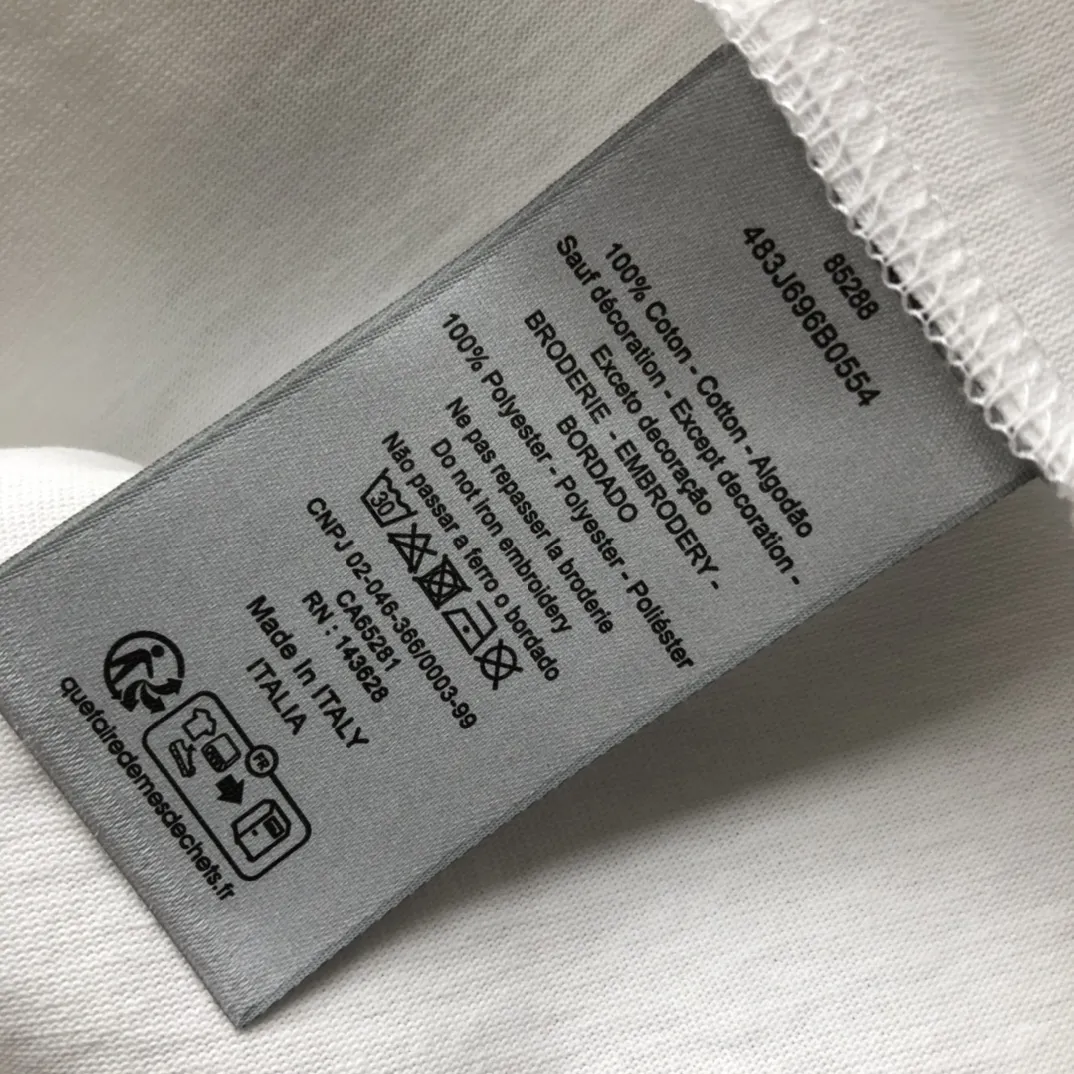 85288
483J696B0554
100% Coton - Cotton - Algodão
Sauf décoration - Except decoration -
Exceto decoração
BRODERIE - EMBRODERY -
BORDADO
100% Polyester - Polyester - Poliéster
Ne pas repasser la broderie
Do not iron embroidery
Não passar a ferro o bordado
30
CNPJ 02-046-366/0003-99
CA65281
RN : 143628
Made In ITALY
ITALIA
FR
quefairedemesdechets.fr